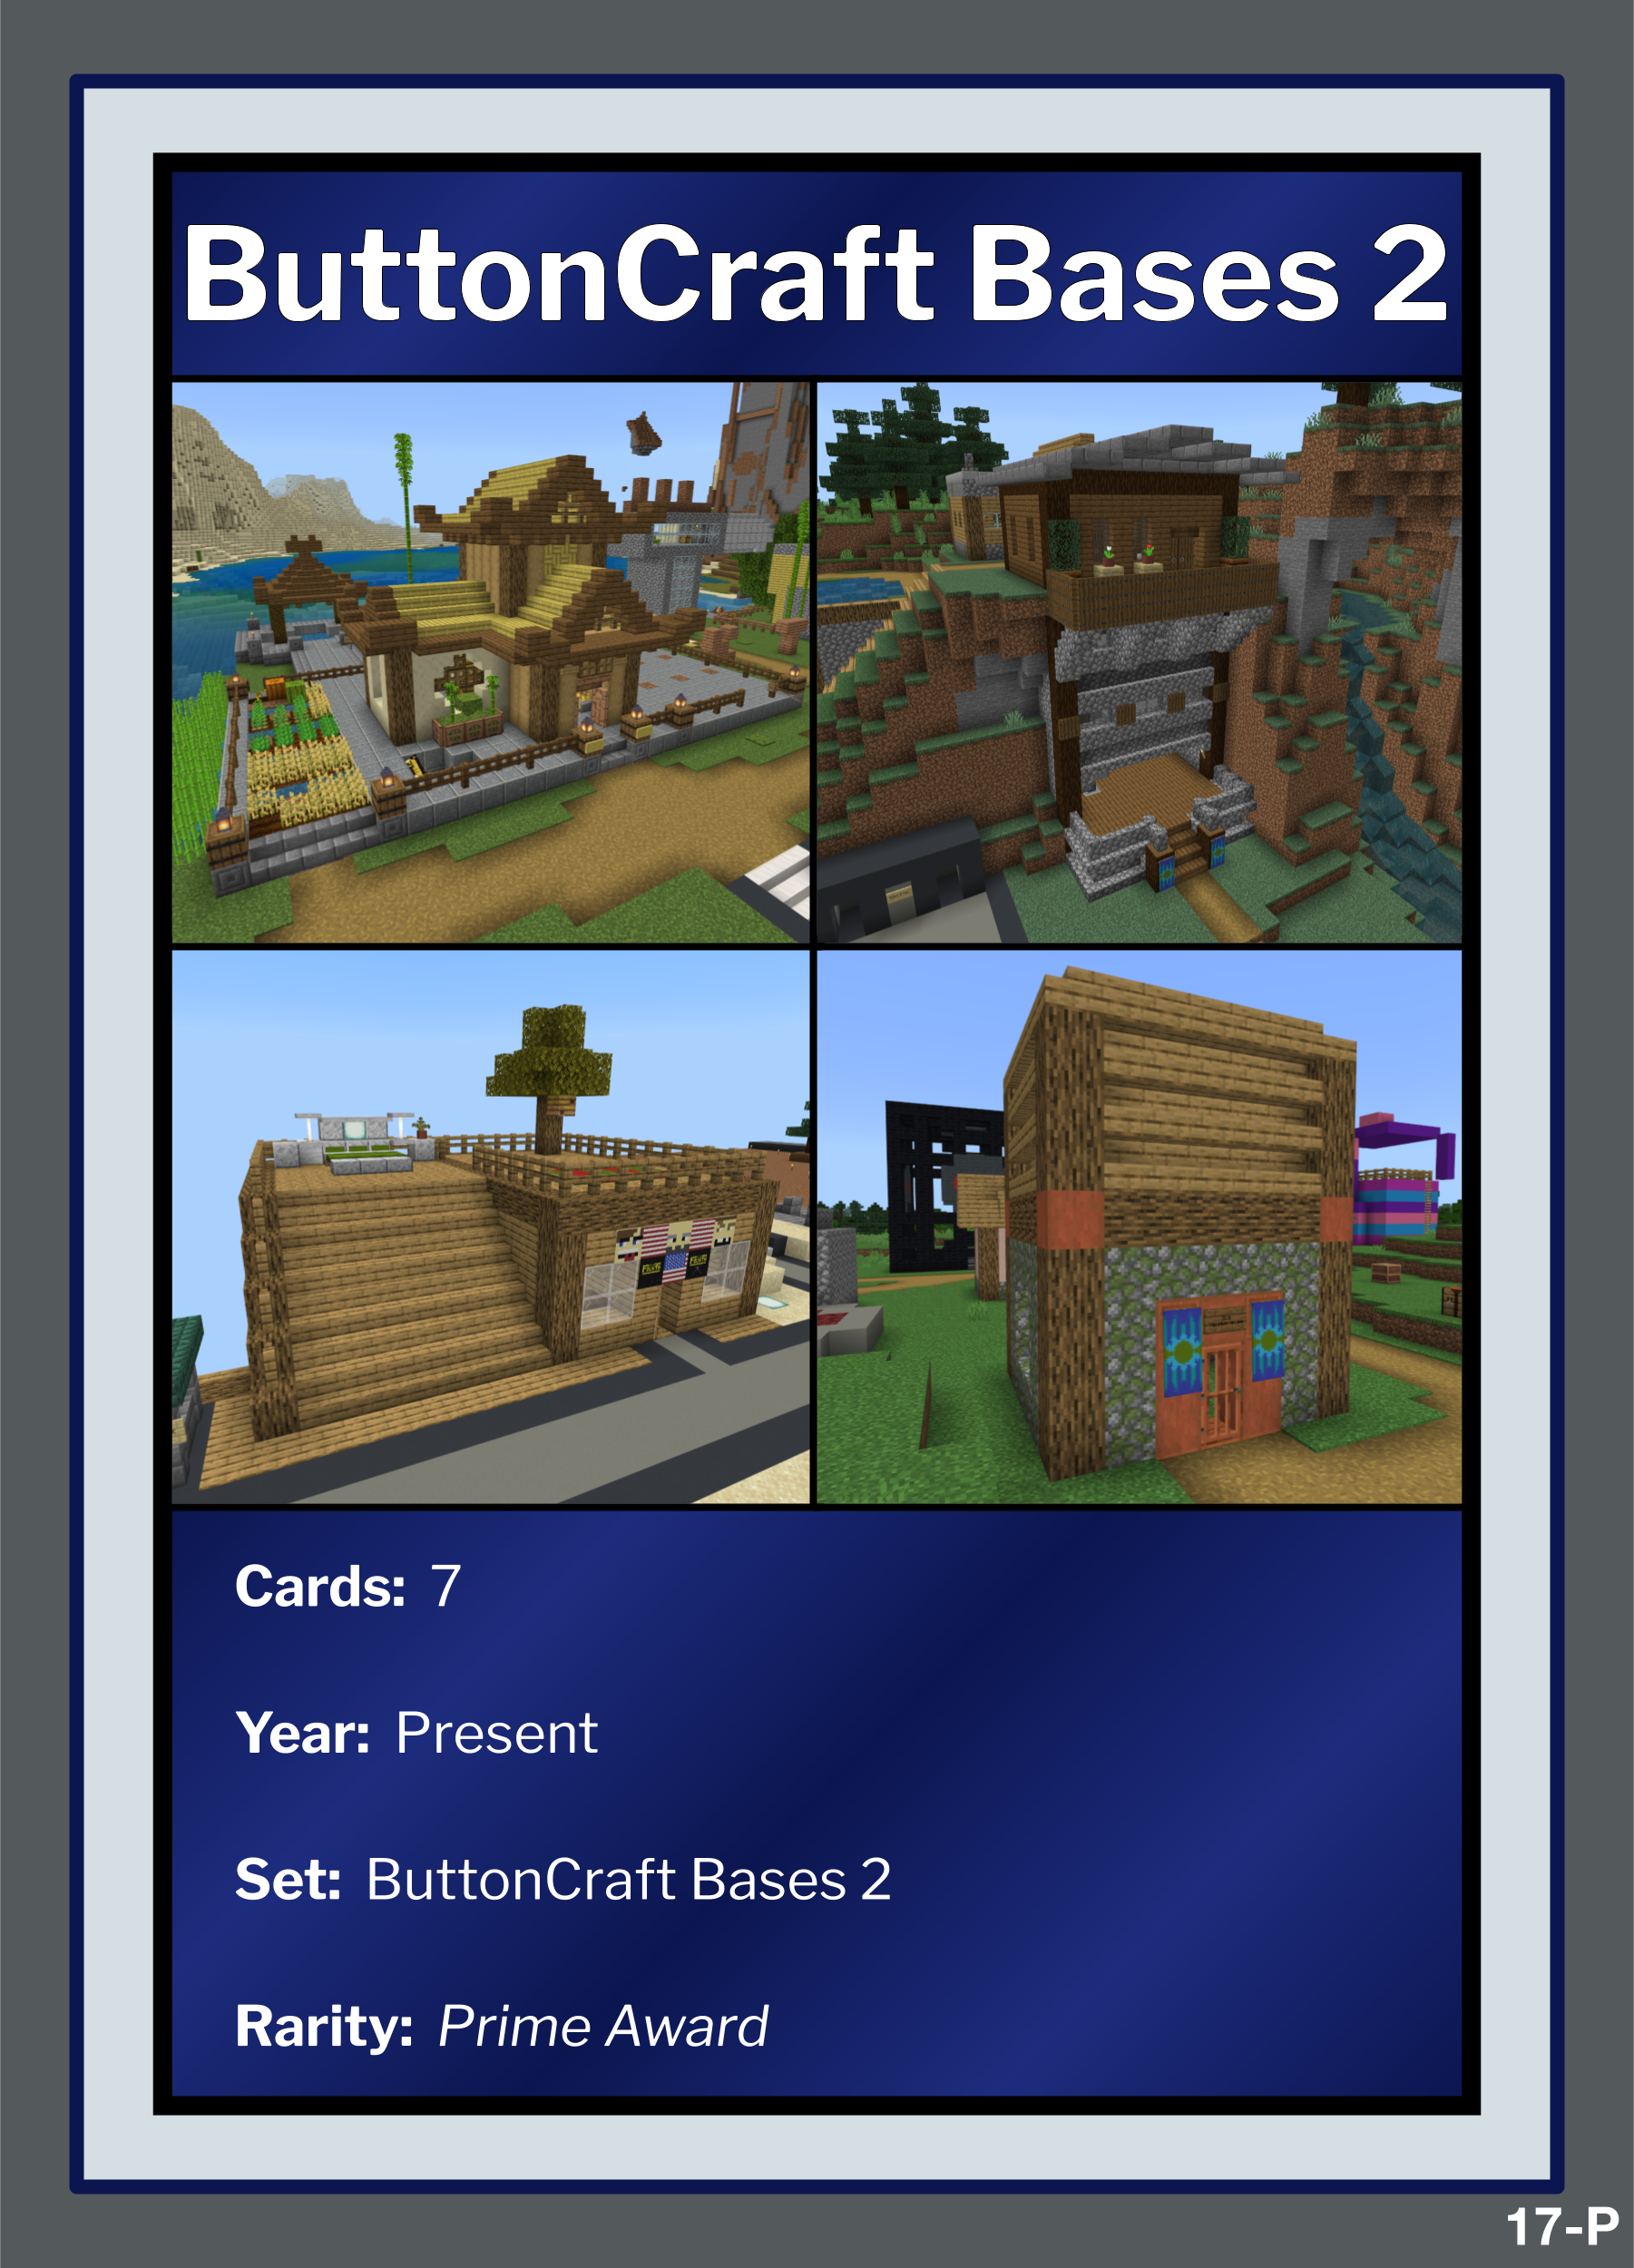 ButtonCraft Bases 2
Cards: 7
Year: Present
Set: ButtonCraft Bases 2
Rarity: Prime Award
17-P